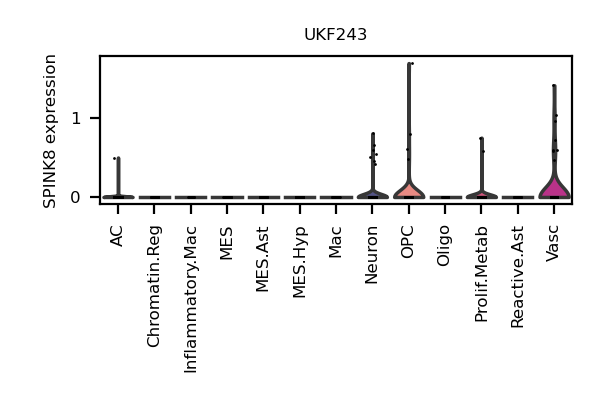 UKF243
SPINK8 expression
1
0
AC
Chromatin.Reg
Inflammatory.Mac
MES
MES.Ast
MES.Hyp
Mac
Neuron
OPC
Oligo
Prolif.Metab
Reactive.Ast
Vasc